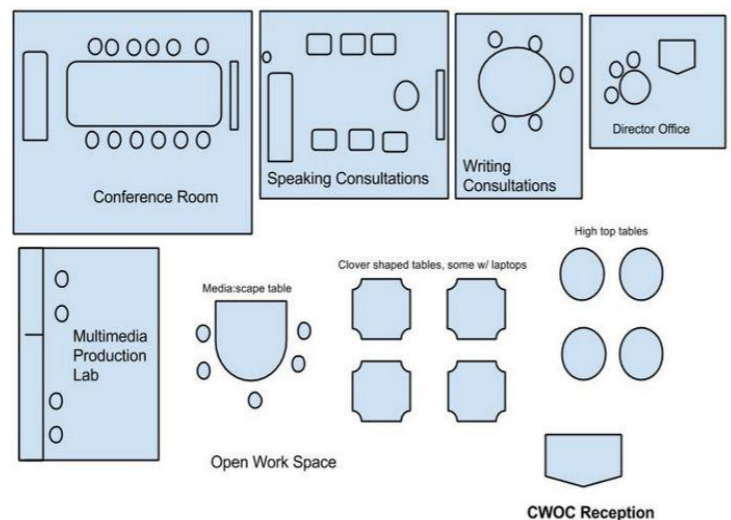 Conference Room
Speaking Consultations
Writing
Consultations
Director Office
High top tables
Clover shaped tables, some w/ laptops
Media:scape table
Multimedia
Production
Lab
Open Work Space
CWOC Reception